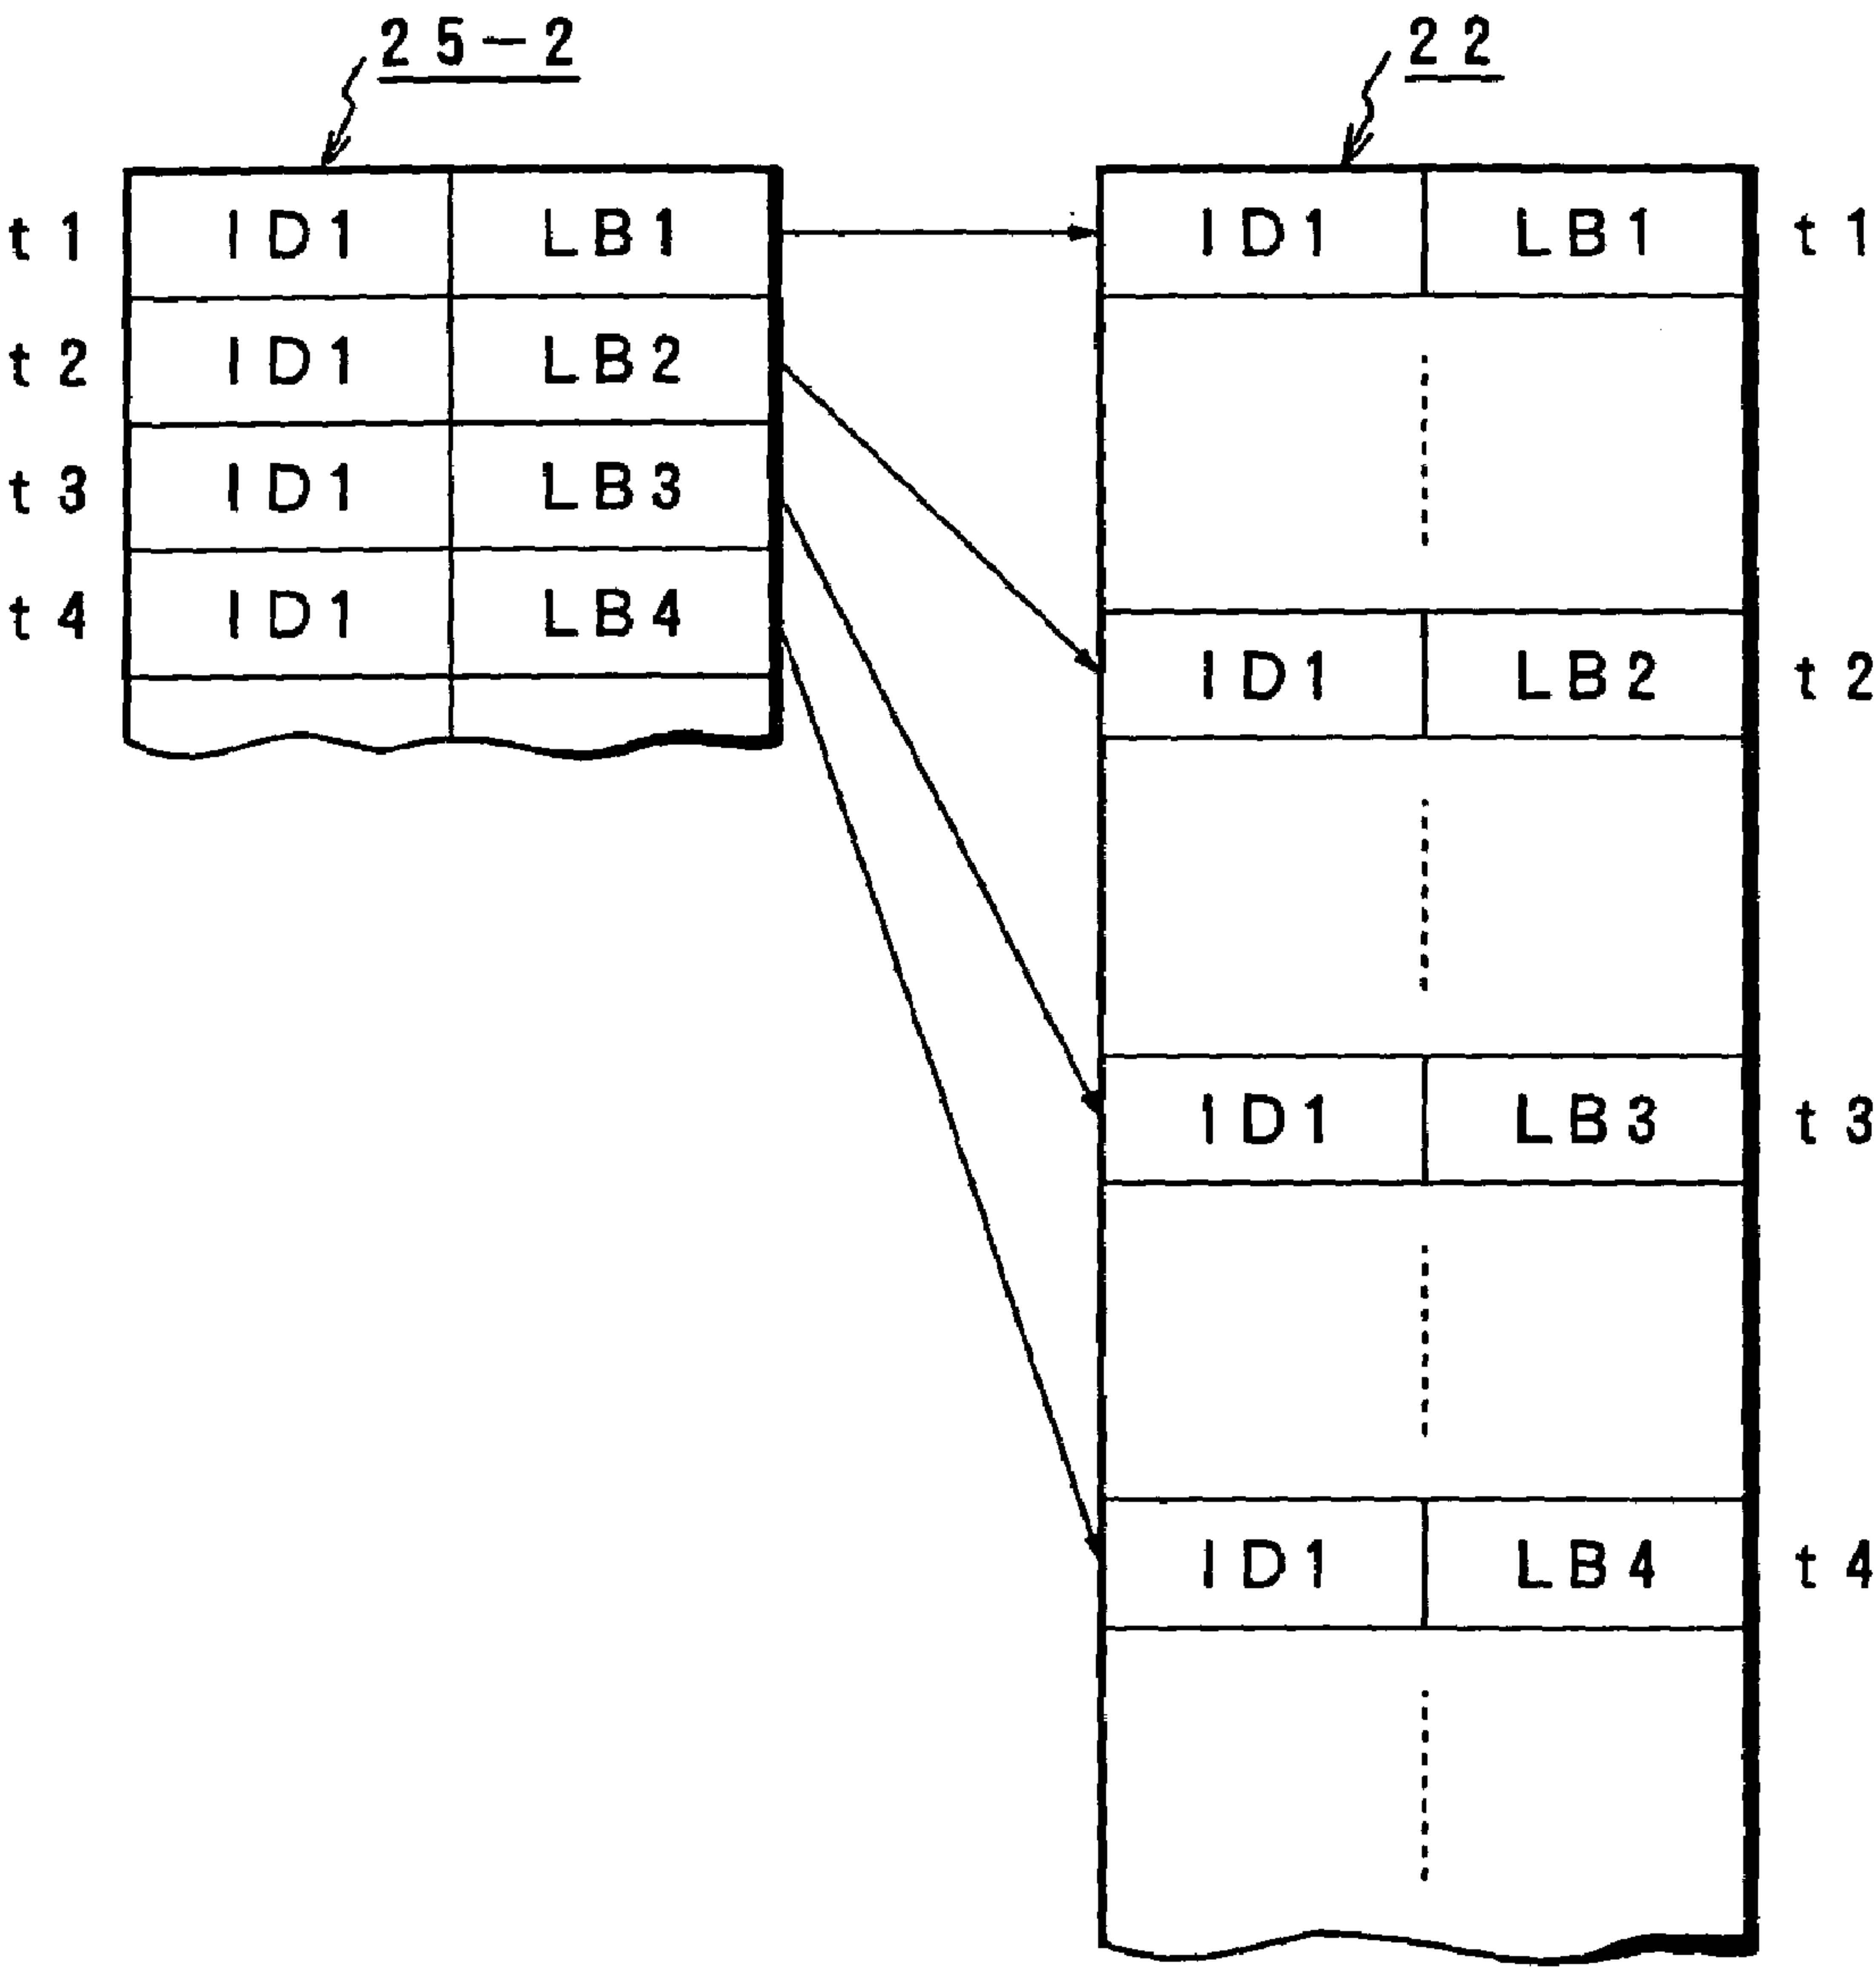 25-2
t1 ID1 LB1
t2 ID1 LB2
t3 ID1 LB3
t4 ID1 LB4
22
ID1 LB1 t1
ID1 LB2 t2
ID1 LB3 t3
ID1 LB4 t4